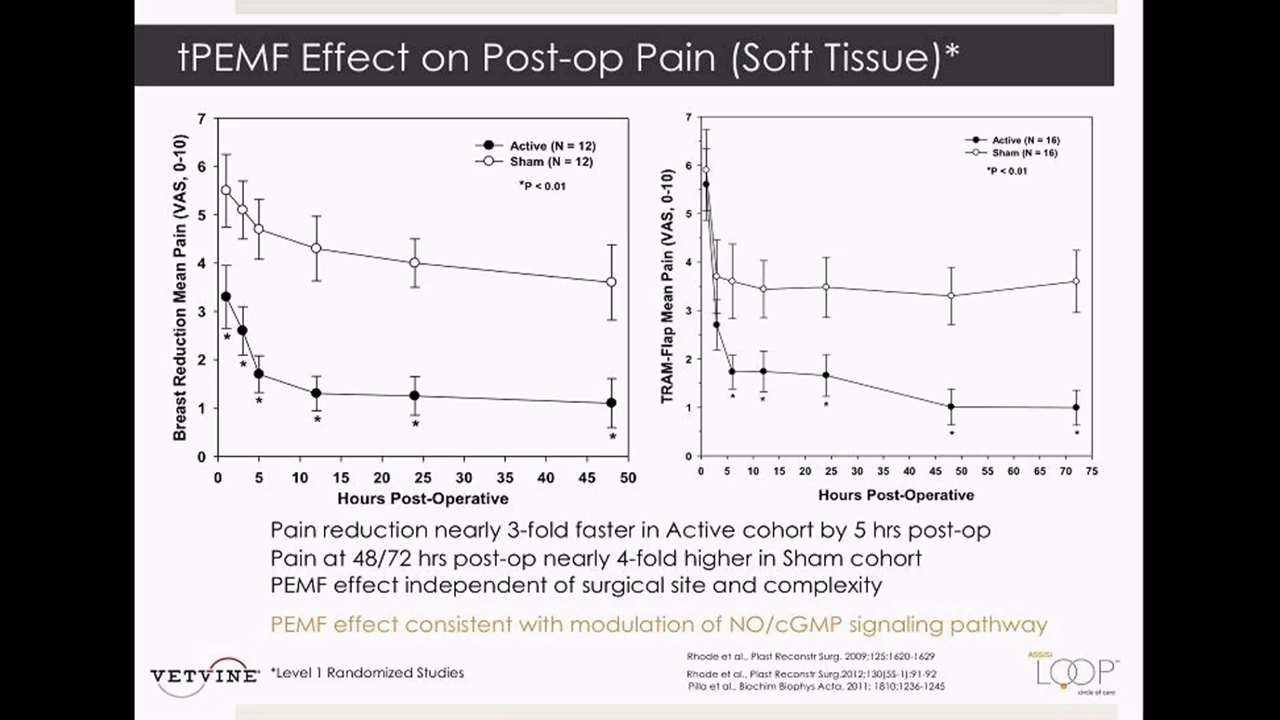 tPEMF Effect on Post-op Pain (Soft Tissue)*
Breast Reduction Mean Pain (VAS, 0-10)
7
6
5
4
3
2
1
0
Active (N = 12)
Sham (N = 12)
*P < 0.01
*
*
*
*
*
*
0 5 10 15 20 25 30 35 40 45 50
Hours Post-Operative
TRAM-Flap Mean Pain (VAS, 0-10)
7
6
5
4
3
2
1
0
Active (N = 16)
Sham (N = 16)
*P < 0.01
*
*
*
*
*
0 5 10 15 20 25 30 35 40 45 50 55 60 65 70 75
Hours Post-Operative
Pain reduction nearly 3-fold faster in Active cohort by 5 hrs post-op
Pain at 48/72 hrs post-op nearly 4-fold higher in Sham cohort
PEMF effect independent of surgical site and complexity
PEMF effect consistent with modulation of NO/cGMP signaling pathway
VETVINE®
*Level 1 Randomized Studies
Rhode et al., Plast Reconstr Surg. 2009;125:1620-1629
Rhode et al., Plast Reconstr Surg.2012;130(5S-1):91-92
Pilla et al., Biochim Biophys Acta. 2011; 1810:1236-1245
ASSISI
LOOP™
circle of care